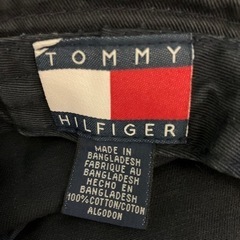 TOMMY
HILFIGER
MADE IN
BANGLADESH
FABRIQUE AU
BANGLADESH
HECHO EN
BANGLADESH
100%COTTON/COTON
ALGODON